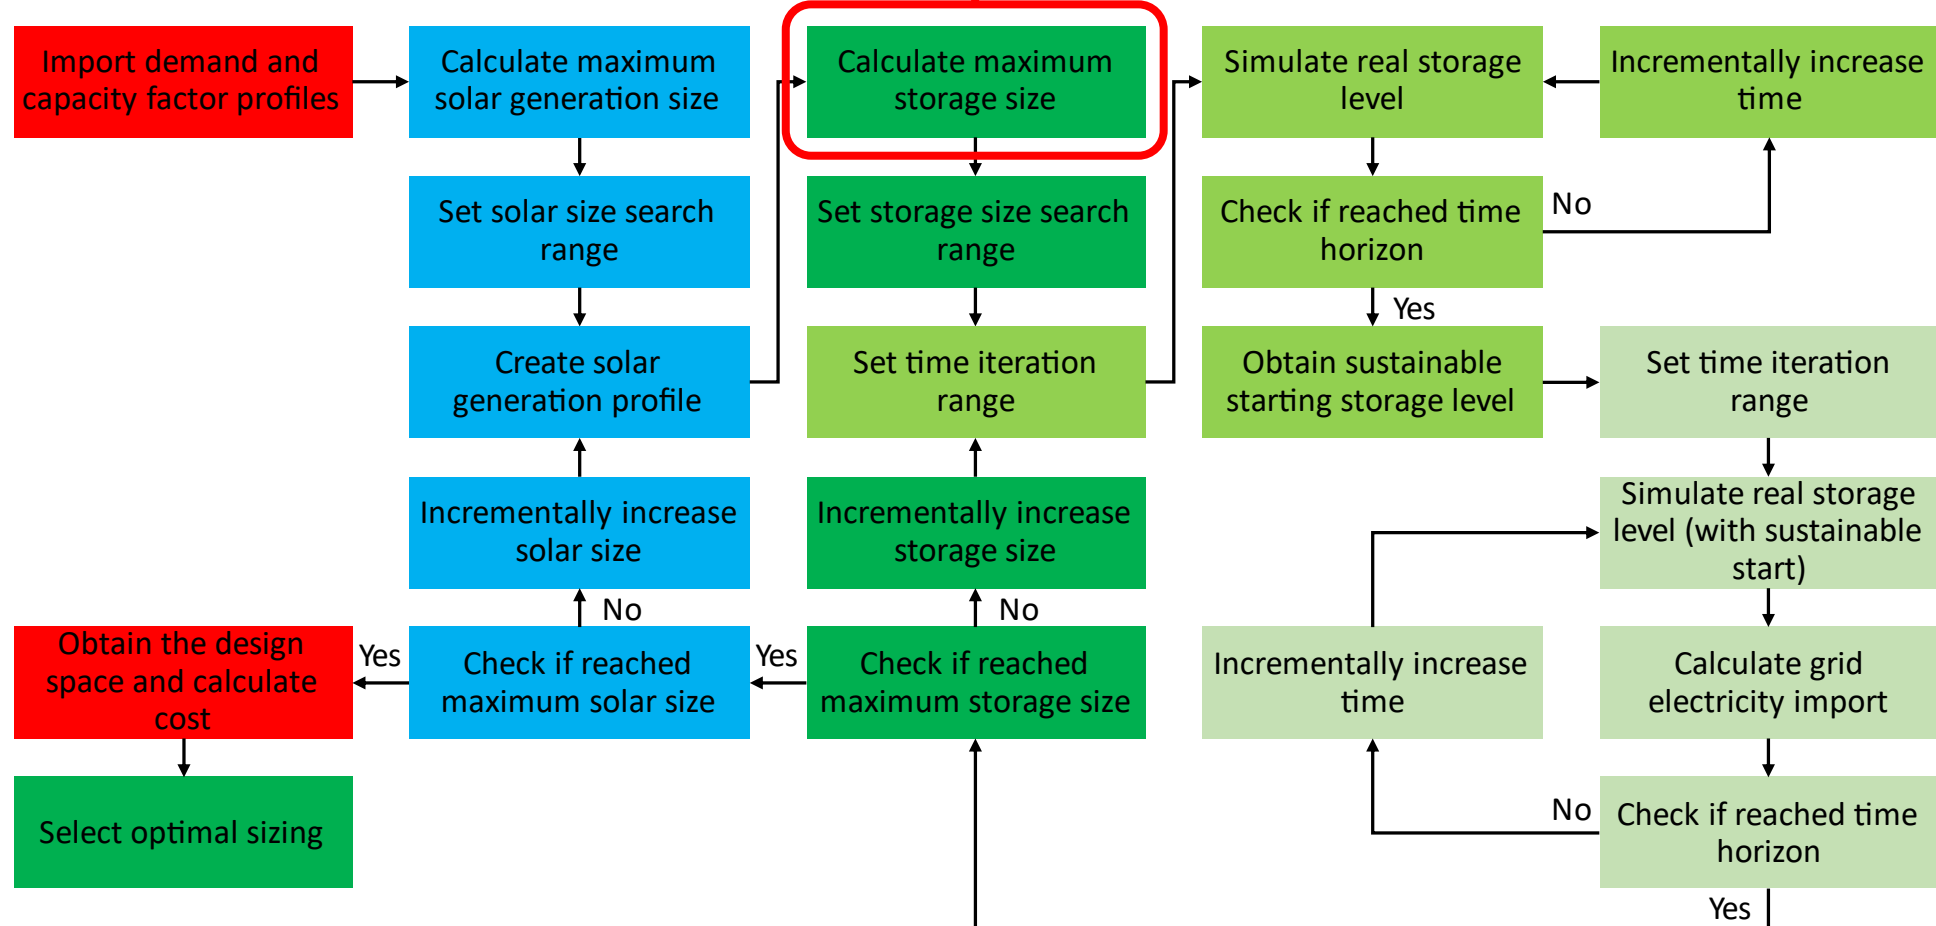 Import demand and
capacity factor profiles
Calculate maximum
solar generation size
Calculate maximum
storage size
Simulate real storage
level
Incrementally increase
time
Set solar size search
range
Set storage size search
range
Check if reached time
horizon
No
Yes
Create solar
generation profile
Set time iteration
range
Obtain sustainable
starting storage level
Set time iteration
range
Incrementally increase
solar size
Incrementally increase
storage size
Simulate real storage
level (with sustainable
start)
No
No
Obtain the design
space and calculate
cost
Yes
Check if reached
maximum solar size
Yes
Check if reached
maximum storage size
Incrementally increase
time
Calculate grid
electricity import
Select optimal sizing
No
Check if reached time
horizon
Yes